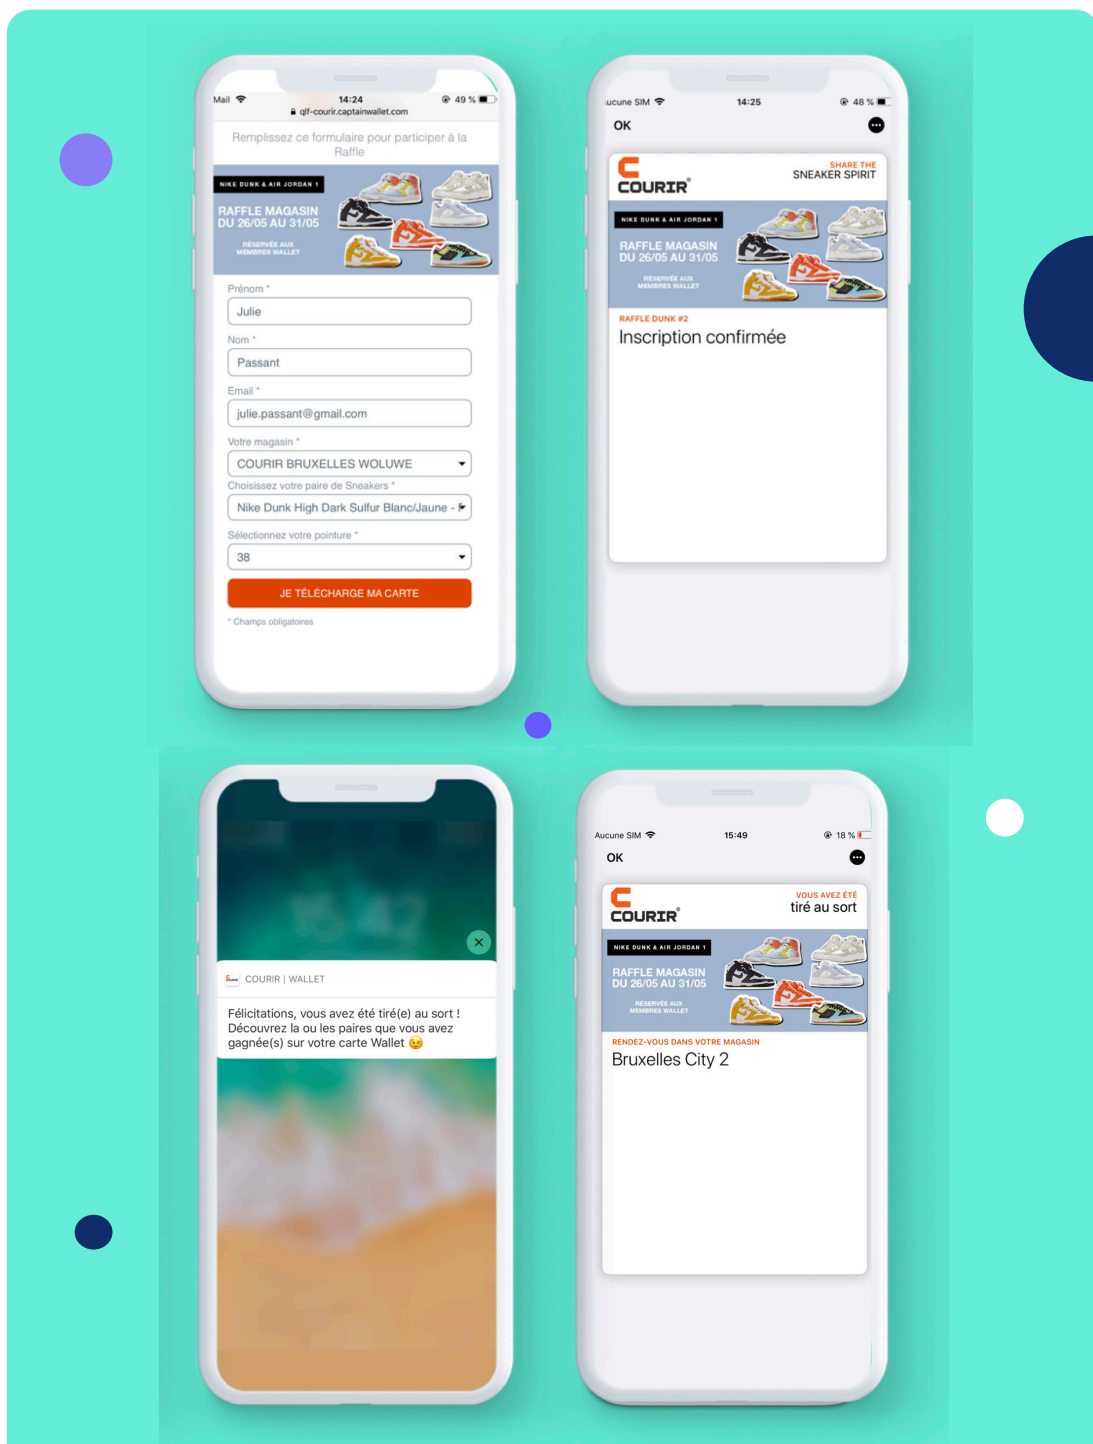 Mail
14:24
49 %
qlf-courir.captainwallet.com
Remplissez ce formulaire pour participer à la
Raffle
NIKE DUNK & AIR JORDAN 1
RAFFLE MAGASIN
DU 26/05 AU 31/05
RÉSERVÉE AUX
MEMBRES WALLET
Prénom *
Julie
Nom *
Passant
Email *
julie.passant@gmail.com
Votre magasin *
COURIR BRUXELLES WOLUWE
Choisissez votre paire de Sneakers *
Nike Dunk High Dark Sulfur Blanc/Jaune -
Sélectionnez votre pointure *
38
JE TÉLÉCHARGE MA CARTE
* Champs obligatoires
ucune SIM
14:25
48 %
OK
COURIR®
SHARE THE
SNEAKER SPIRIT
NIKE DUNK & AIR JORDAN 1
RAFFLE MAGASIN
DU 26/05 AU 31/05
RÉSERVÉE AUX
MEMBRES WALLET
RAFFLE DUNK #2
Inscription confirmée
15:42
COURIR | WALLET
Félicitations, vous avez été tiré(e) au sort !
Découvrez la ou les paires que vous avez
gagnée(s) sur votre carte Wallet 😉
Aucune SIM
15:49
18 %
OK
COURIR®
VOUS AVEZ ÉTÉ
tiré au sort
NIKE DUNK & AIR JORDAN 1
RAFFLE MAGASIN
DU 26/05 AU 31/05
RÉSERVÉE AUX
MEMBRES WALLET
RENDEZ-VOUS DANS VOTRE MAGASIN
Bruxelles City 2